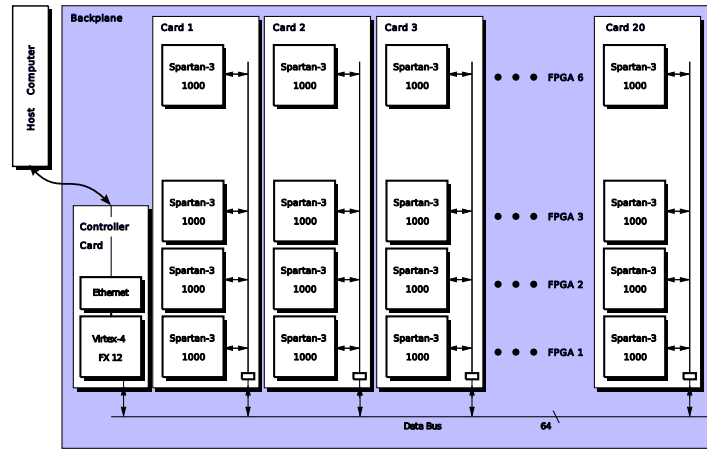 Backplane
Host Computer
Card 1
Card 2
Card 3
Card 20
Spartan-3
1000
Spartan-3
1000
Spartan-3
1000
FPGA 6
Spartan-3
1000
Spartan-3
1000
Spartan-3
1000
Spartan-3
1000
FPGA 3
Spartan-3
1000
Controller
Card
Spartan-3
1000
Spartan-3
1000
Spartan-3
1000
FPGA 2
Spartan-3
1000
Ethernet
Virtex-4
FX 12
Spartan-3
1000
Spartan-3
1000
Spartan-3
1000
FPGA 1
Spartan-3
1000
Data Bus
64